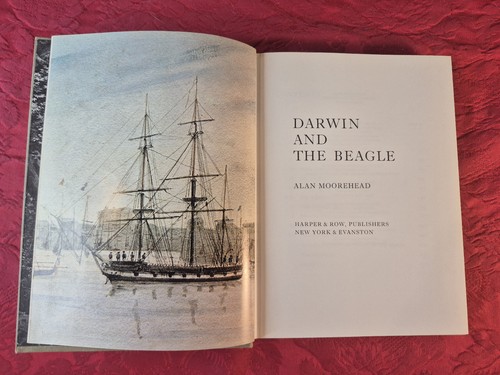 DARWIN
AND
THE BEAGLE
ALAN MOOREHEAD
HARPER & ROW, PUBLISHERS
NEW YORK & EVANSTON